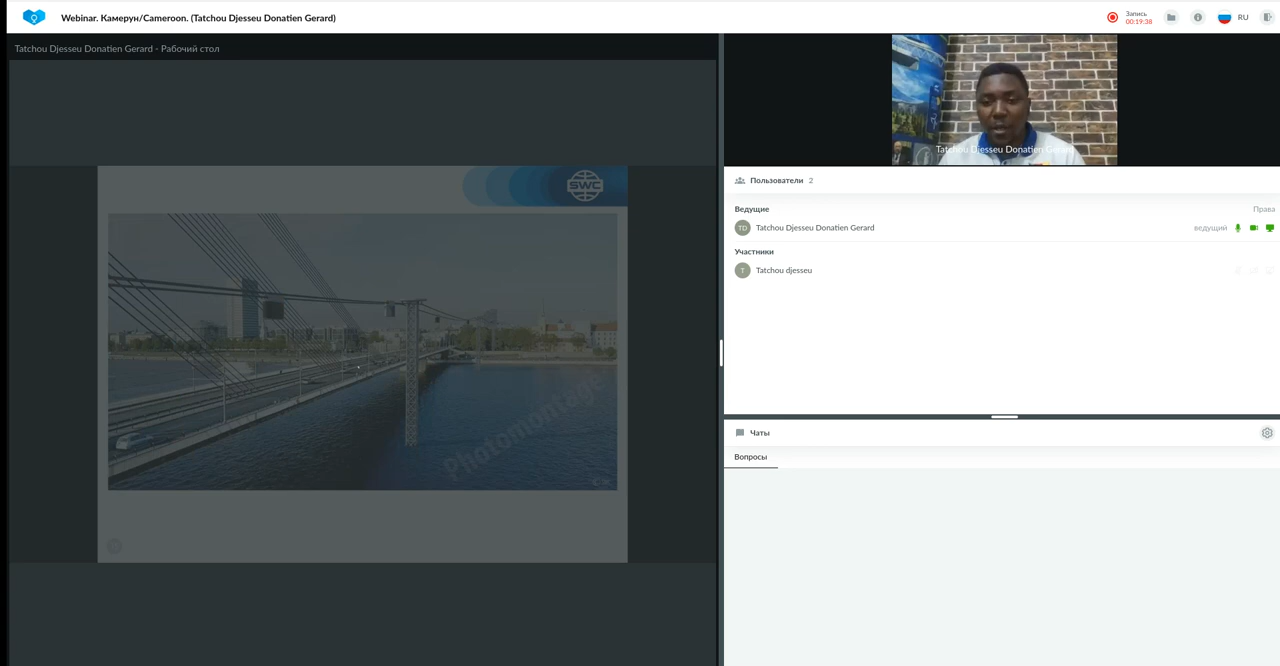 Webinar. Камерун/Cameroon. (Tatchou Djesseu Donatien Gerard)
Запись
00:19:38
RU
Tatchou Djesseu Donatien Gerard - Рабочий стол
SWC
Photomontage
Tatchou Djesseu Donatien Gerard
Пользователи 2
Ведущие
Права
TD
Tatchou Djesseu Donatien Gerard
ведущий
Участники
T
Tatchou djesseu
Чаты
Вопросы